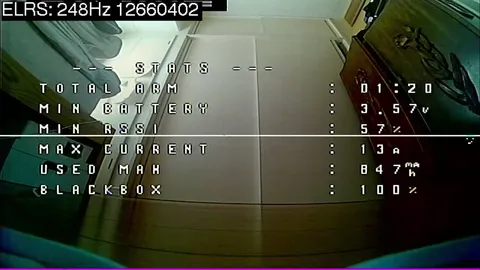 ELRS: 248Hz 12660402
--- STATS ---
TOTAL ARM : 01:20
MIN BATTERY : 3.57V
MIN RSSI : 57%
MAX CURRENT : 13A
USED MAH : 847mAh
BLACKBOX : 100%